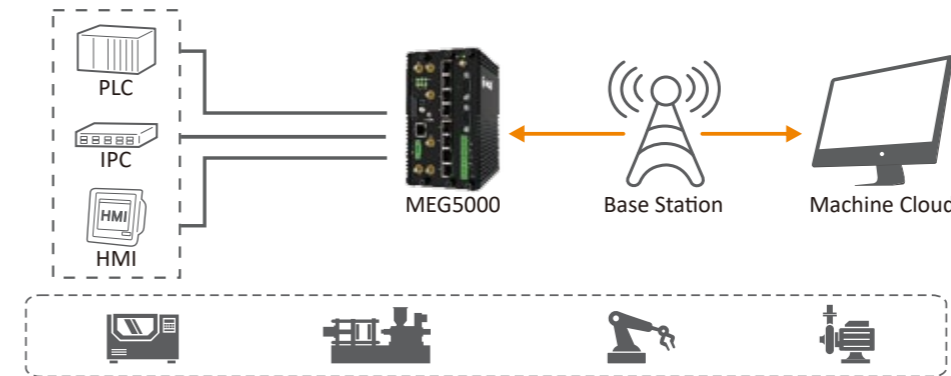 PLC
IPC
HMI
HMI
MEG5000
Base Station
Machine Cloud